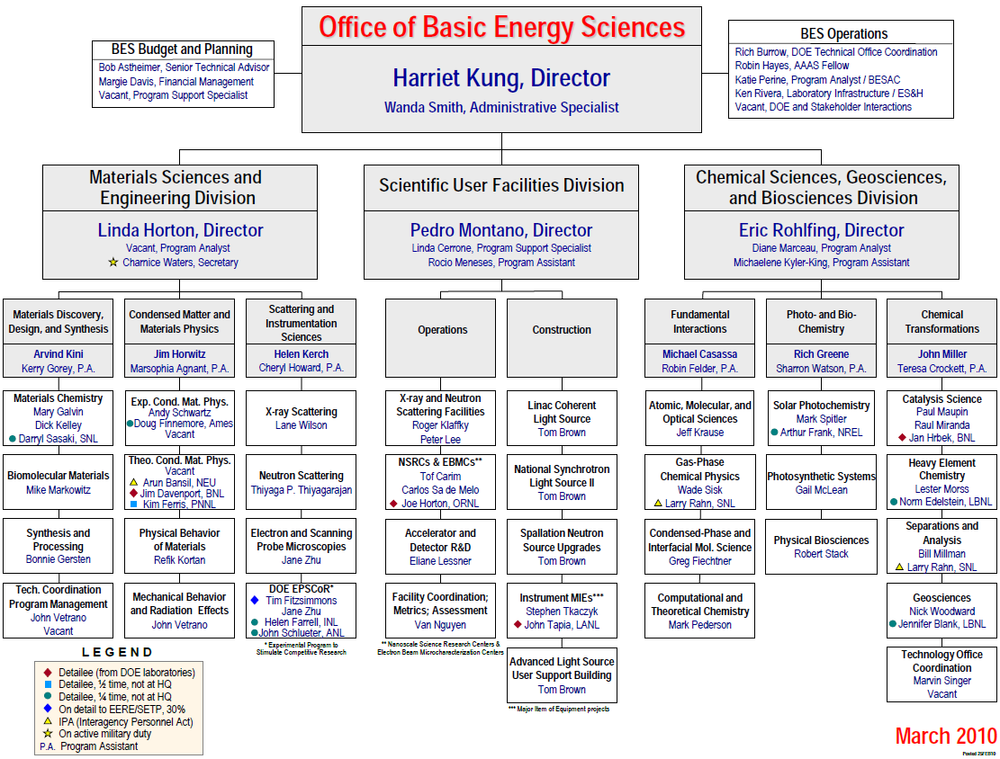 Office of Basic Energy Sciences
Harriet Kung, Director
Wanda Smith, Administrative Specialist
BES Budget and Planning
Bob Astheimer, Senior Technical Advisor
Margie Davis, Financial Management
Vacant, Program Support Specialist
BES Operations
Rich Burrow, DOE Technical Office Coordination
Robin Hayes, AAAS Fellow
Katie Perine, Program Analyst / BESAC
Ken Rivera, Laboratory Infrastructure / ES&H
Vacant, DOE and Stakeholder Interactions
Materials Sciences and
Engineering Division
Linda Horton, Director
Vacant, Program Analyst
Charnice Waters, Secretary
Scientific User Facilities Division
Pedro Montano, Director
Linda Cerrone, Program Support Specialist
Rocio Meneses, Program Assistant
Chemical Sciences, Geosciences,
and Biosciences Division
Eric Rohlfing, Director
Diane Marceau, Program Analyst
Michaelene Kyler-King, Program Assistant
Materials Discovery,
Design, and Synthesis
Arvind Kini
Kerry Gorey, P.A.
Materials Chemistry
Mary Galvin
Dick Kelley
Darryl Sasaki, SNL
Biomolecular Materials
Mike Markowitz
Synthesis and
Processing
Bonnie Gersten
Tech. Coordination
Program Management
John Vetrano
Vacant
Condensed Matter and
Materials Physics
Jim Horwitz
Marsophia Agnant, P.A.
Exp. Cond. Mat. Phys.
Andy Schwartz
Doug Finnemore, Ames
Vacant
Theo. Cond. Mat. Phys.
Vacant
Arun Bansil, NEU
Jim Davenport, BNL
Kim Ferris, PNNL
Physical Behavior
of Materials
Refik Kortan
Mechanical Behavior
and Radiation Effects
John Vetrano
Scattering and
Instrumentation
Sciences
Helen Kerch
Cheryl Howard, P.A.
X-ray Scattering
Lane Wilson
Neutron Scattering
Thiyaga P. Thiyagarajan
Electron and Scanning
Probe Microscopies
Jane Zhu
DOE EPSCoR*
Tim Fitzsimmons
Jane Zhu
Helen Farrell, INL
John Schlueter, ANL
* Experimental Program to
Stimulate Competitive Research
Operations
X-ray and Neutron
Scattering Facilities
Roger Klaffky
Peter Lee
NSRCs & EBMCs**
Tof Carim
Carlos Sa de Melo
Joe Horton, ORNL
Accelerator and
Detector R&D
Eliane Lessner
Facility Coordination;
Metrics; Assessment
Van Nguyen
** Nanoscale Science Research Centers &
Electron Beam Microcharacterization Centers
Construction
Linac Coherent
Light Source
Tom Brown
National Synchrotron
Light Source II
Tom Brown
Spallation Neutron
Source Upgrades
Tom Brown
Instrument MIEs***
Stephen Tkaczyk
John Tapia, LANL
Advanced Light Source
User Support Building
Tom Brown
*** Major Item of Equipment projects
Fundamental
Interactions
Michael Casassa
Robin Felder, P.A.
Atomic, Molecular, and
Optical Sciences
Jeff Krause
Gas-Phase
Chemical Physics
Wade Sisk
Larry Rahn, SNL
Condensed-Phase and
Interfacial Mol. Science
Greg Fiechtner
Computational and
Theoretical Chemistry
Mark Pederson
Photo- and Bio-
Chemistry
Rich Greene
Sharron Watson, P.A.
Solar Photochemistry
Mark Spitler
Arthur Frank, NREL
Photosynthetic Systems
Gail McLean
Physical Biosciences
Robert Stack
Chemical
Transformations
John Miller
Teresa Crockett, P.A.
Catalysis Science
Paul Maupin
Raul Miranda
Jan Hrbek, BNL
Heavy Element
Chemistry
Lester Morss
Norm Edelstein, LBNL
Separations and
Analysis
Bill Millman
Larry Rahn, SNL
Geosciences
Nick Woodward
Jennifer Blank, LBNL
Technology Office
Coordination
Marvin Singer
Vacant
LEGEND
Detailee (from DOE laboratories)
Detailee, ½ time, not at HQ
Detailee, ¼ time, not at HQ
On detail to EERE/SETP, 30%
IPA (Interagency Personnel Act)
On active military duty
P.A. Program Assistant
March 2010
Posted